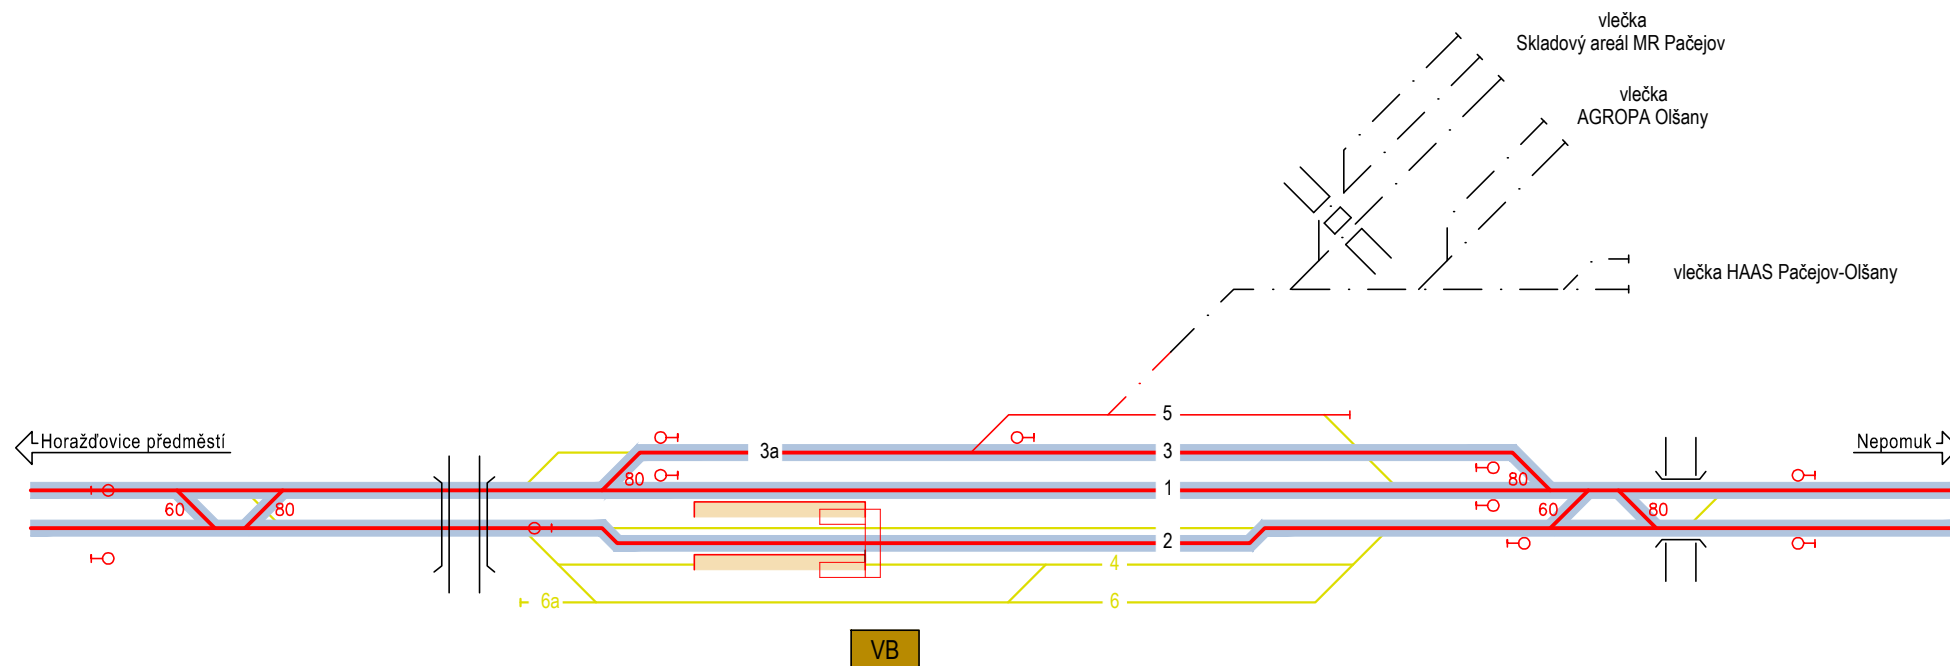 vlečka
Skladový areál MR Pačejov
vlečka
AGROPA Olšany
vlečka HAAS Pačejov-Olšany
5
Horažďovice předměstí
Nepomuk
3a
3
80
80
1
60
80
60
80
2
4
6a
6
VB